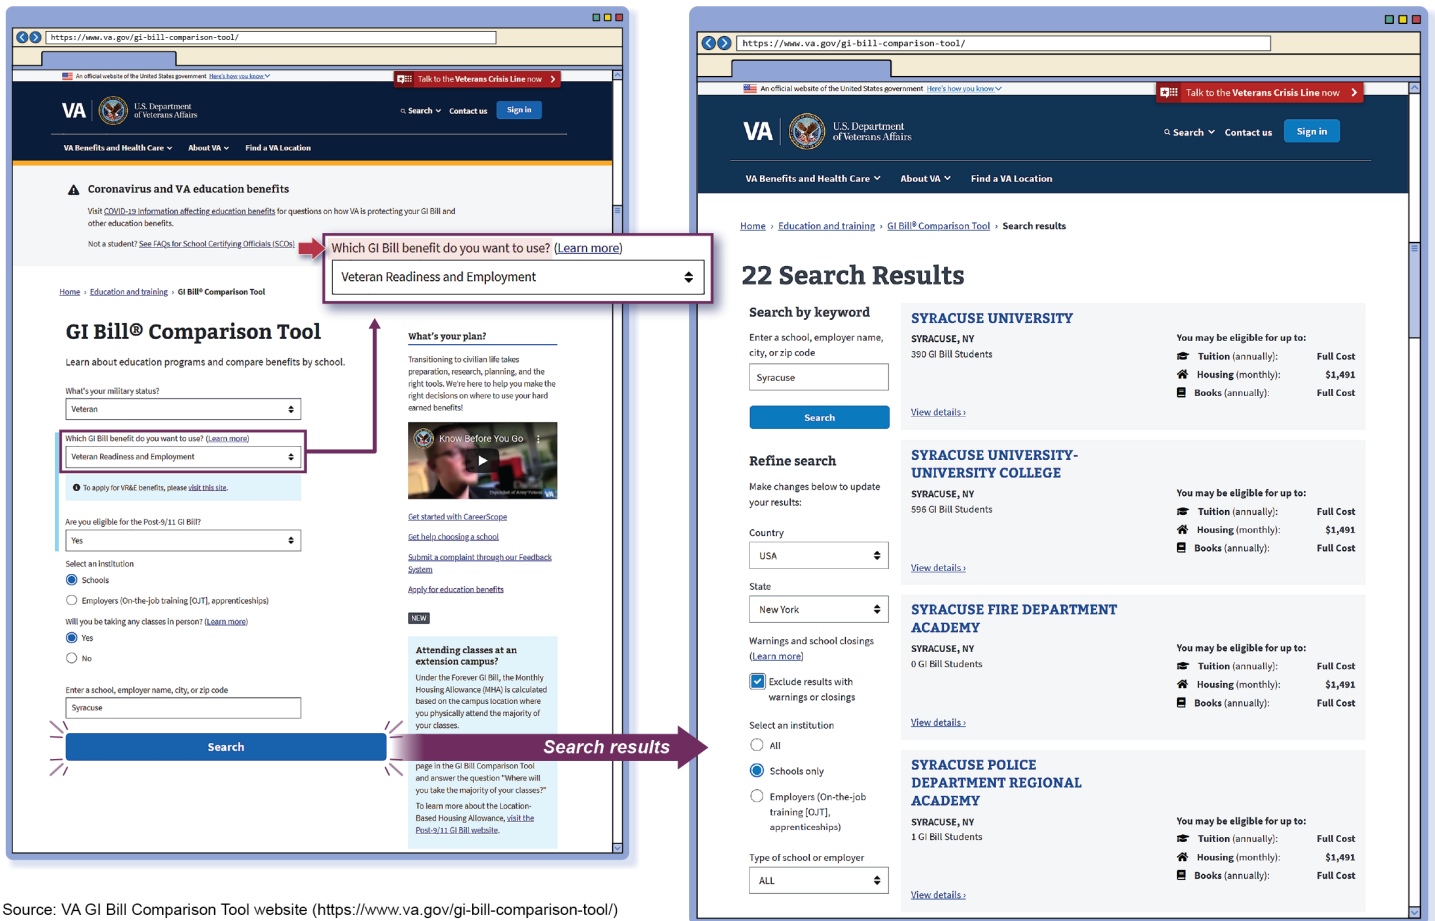 https://www.va.gov/gi-bill-comparison-tool/
An official website of the United States government Here's how you know
Talk to the Veterans Crisis Line now
VA
U.S. Department
of Veterans Affairs
Search
Contact us
Sign in
VA Benefits and Health Care
About VA
Find a VA Location
Coronavirus and VA education benefits
Visit COVID-19 information affecting education benefits for questions on how VA is protecting your GI Bill and
other education benefits.
Not a student? See FAQs for School Certifying Officials (SCOs)
Which GI Bill benefit do you want to use? (Learn more)
Veteran Readiness and Employment
Home › Education and training › GI Bill® Comparison Tool
GI Bill® Comparison Tool
Learn about education programs and compare benefits by school.
What's your military status?
Veteran
Which GI Bill benefit do you want to use? (Learn more)
Veteran Readiness and Employment
To apply for VR&E benefits, please visit this site.
Are you eligible for the Post-9/11 GI Bill?
Yes
Select an institution
Schools
Employers (On-the-job training [OJT], apprenticeships)
Will you be taking any classes in person? (Learn more)
Yes
No
Enter a school, employer name, city, or zip code
Syracuse
Search
What's your plan?
Transitioning to civilian life takes
preparation, research, planning, and the
right tools. We're here to help you make the
right decisions on where to use your hard
earned benefits!
Know Before You Go
VA
Get started with CareerScope
Get help choosing a school
Submit a complaint through our Feedback
System
Apply for education benefits
NEW
Attending classes at an
extension campus?
Under the Forever GI Bill, the Monthly
Housing Allowance (MHA) is calculated
based on the campus location where
you physically attend the majority of
your classes.
page in the GI Bill Comparison Tool
and answer the question "Where will
you take the majority of your classes?"
To learn more about the Location-
Based Housing Allowance, visit the
Post-9/11 GI Bill website.
Search results
https://www.va.gov/gi-bill-comparison-tool/
An official website of the United States government Here's how you know
Talk to the Veterans Crisis Line now
VA
U.S. Department
of Veterans Affairs
Search
Contact us
Sign in
VA Benefits and Health Care
About VA
Find a VA Location
Home › Education and training › GI Bill® Comparison Tool › Search results
22 Search Results
Search by keyword
Enter a school, employer name,
city, or zip code
Syracuse
Search
Refine search
Make changes below to update
your results:
Country
USA
State
New York
Warnings and school closings
(Learn more)
Exclude results with
warnings or closings
Select an institution
All
Schools only
Employers (On-the-job
training [OJT],
apprenticeships)
Type of school or employer
ALL
SYRACUSE UNIVERSITY
SYRACUSE, NY
390 GI Bill Students
View details ›
You may be eligible for up to:
Tuition (annually): Full Cost
Housing (monthly): $1,491
Books (annually): Full Cost
SYRACUSE UNIVERSITY-
UNIVERSITY COLLEGE
SYRACUSE, NY
596 GI Bill Students
View details ›
You may be eligible for up to:
Tuition (annually): Full Cost
Housing (monthly): $1,491
Books (annually): Full Cost
SYRACUSE FIRE DEPARTMENT
ACADEMY
SYRACUSE, NY
0 GI Bill Students
View details ›
You may be eligible for up to:
Tuition (annually): Full Cost
Housing (monthly): $1,491
Books (annually): Full Cost
SYRACUSE POLICE
DEPARTMENT REGIONAL
ACADEMY
SYRACUSE, NY
1 GI Bill Students
View details ›
You may be eligible for up to:
Tuition (annually): Full Cost
Housing (monthly): $1,491
Books (annually): Full Cost
Source: VA GI Bill Comparison Tool website (https://www.va.gov/gi-bill-comparison-tool/)